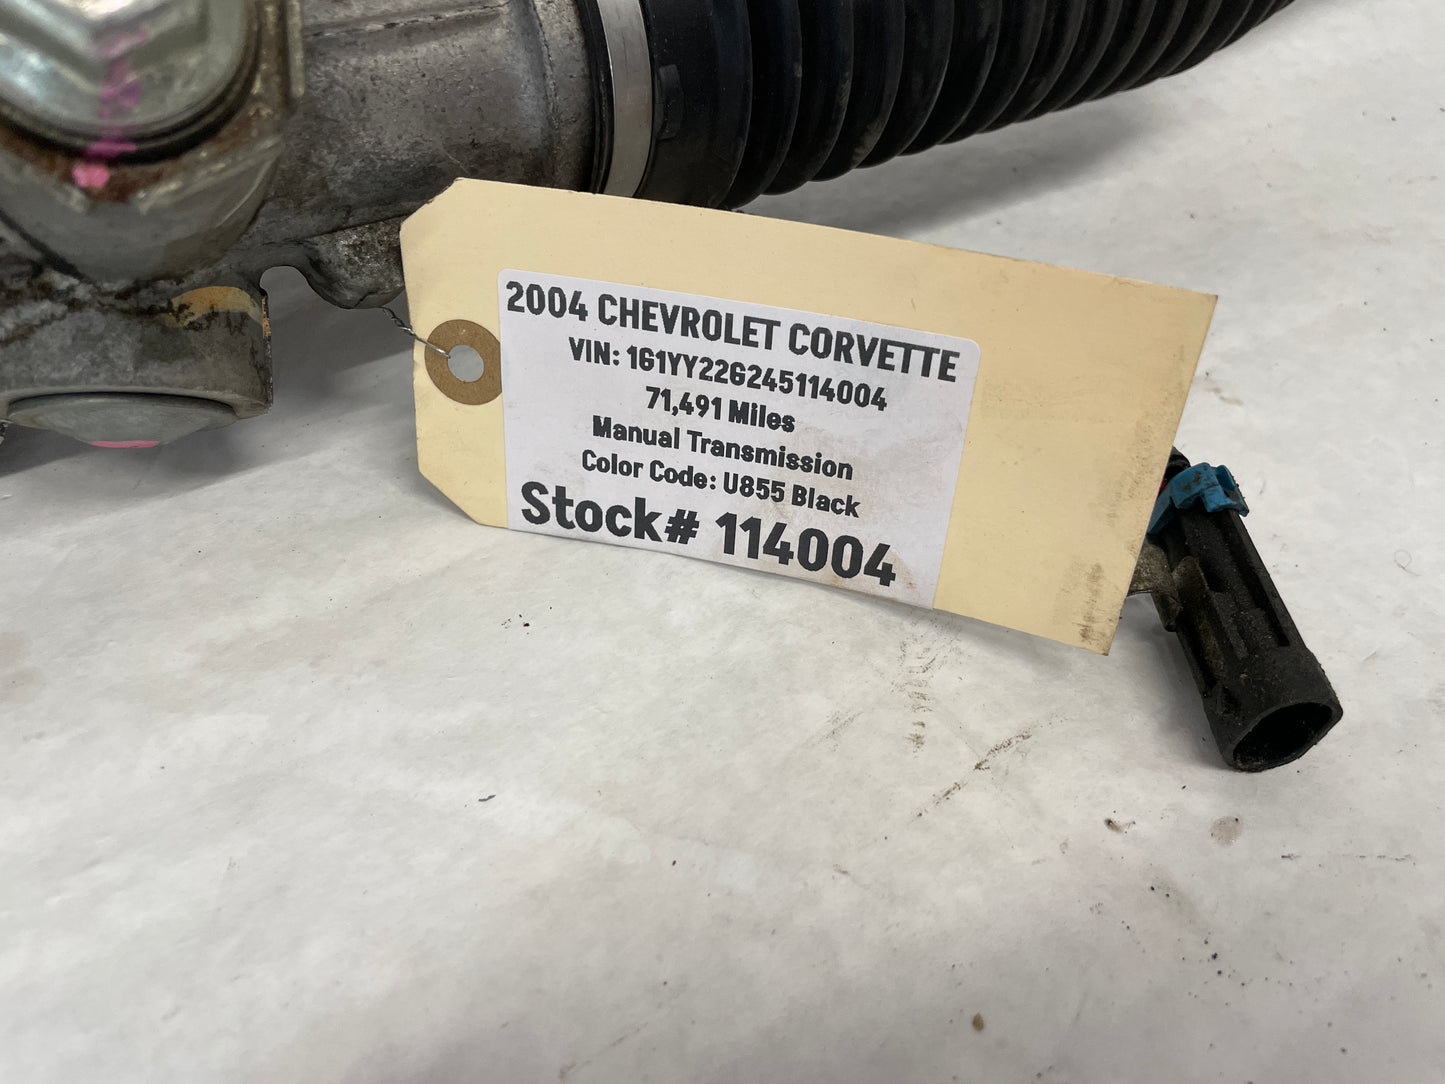 2004 CHEVROLET CORVETTE
VIN: 1G1YY22G245114004
71,491 Miles
Manual Transmission
Color Code: U855 Black
Stock# 114004